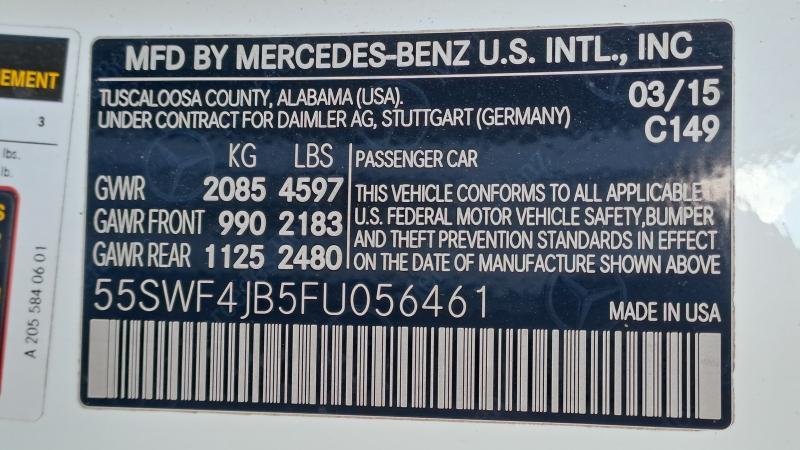 EMENT
3
lbs.
lb.
S
A 205 584 06 01
MFD BY MERCEDES-BENZ U.S. INTL., INC
TUSCALOOSA COUNTY, ALABAMA (USA).
UNDER CONTRACT FOR DAIMLER AG, STUTTGART (GERMANY)
03/15
C149
KG LBS
GVWR 2085 4597
GAWR FRONT 990 2183
GAWR REAR 1125 2480
PASSENGER CAR
THIS VEHICLE CONFORMS TO ALL APPLICABLE
U.S. FEDERAL MOTOR VEHICLE SAFETY, BUMPER
AND THEFT PREVENTION STANDARDS IN EFFECT
ON THE DATE OF MANUFACTURE SHOWN ABOVE
55SWF4JB5FU056461
MADE IN USA